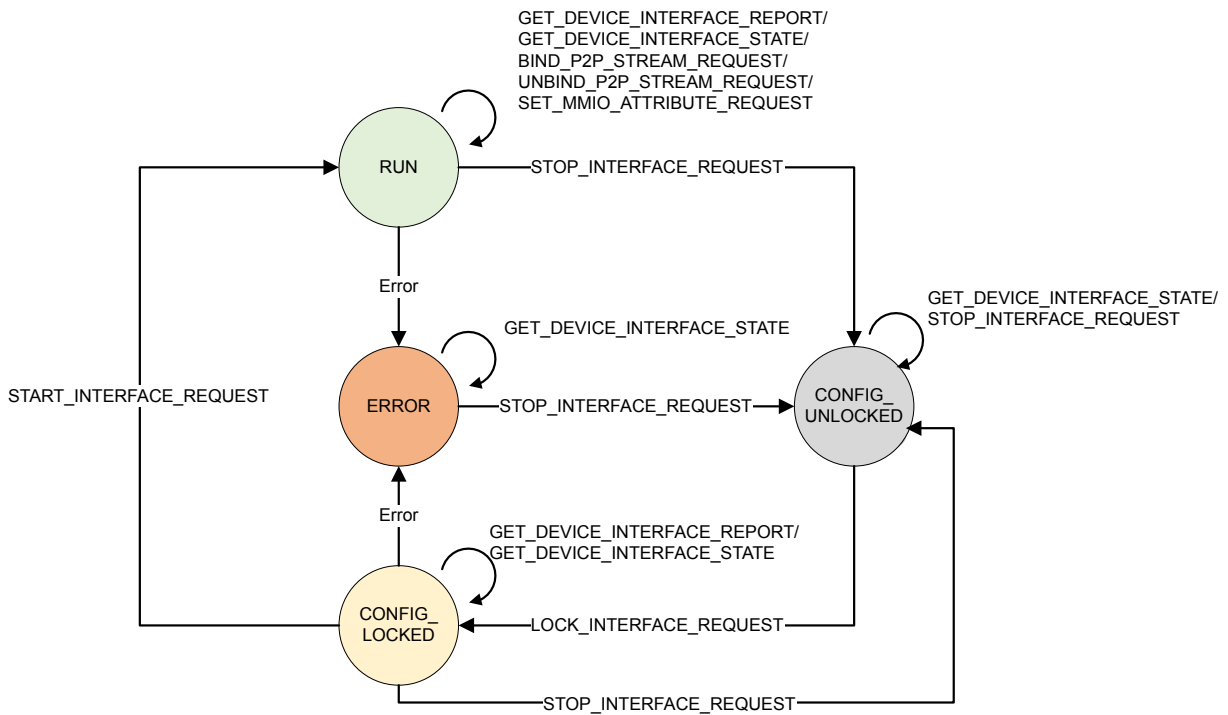 GET_DEVICE_INTERFACE_REPORT/
GET_DEVICE_INTERFACE_STATE/
BIND_P2P_STREAM_REQUEST/
UNBIND_P2P_STREAM_REQUEST/
SET_MMIO_ATTRIBUTE_REQUEST
RUN
STOP_INTERFACE_REQUEST
Error
GET_DEVICE_INTERFACE_STATE/
STOP_INTERFACE_REQUEST
GET_DEVICE_INTERFACE_STATE
START_INTERFACE_REQUEST
ERROR
STOP_INTERFACE_REQUEST
CONFIG_
UNLOCKED
Error
GET_DEVICE_INTERFACE_REPORT/
GET_DEVICE_INTERFACE_STATE
CONFIG_
LOCKED
LOCK_INTERFACE_REQUEST
STOP_INTERFACE_REQUEST